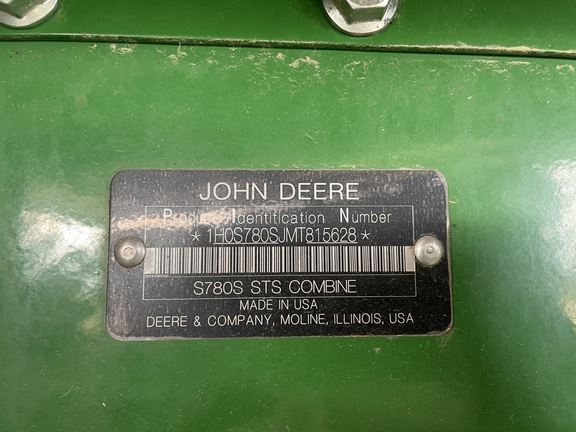 JOHN DEERE
Product Identification Number
*1H0S780SJMT815628*
S780S STS COMBINE
MADE IN USA
DEERE & COMPANY, MOLINE, ILLINOIS, USA